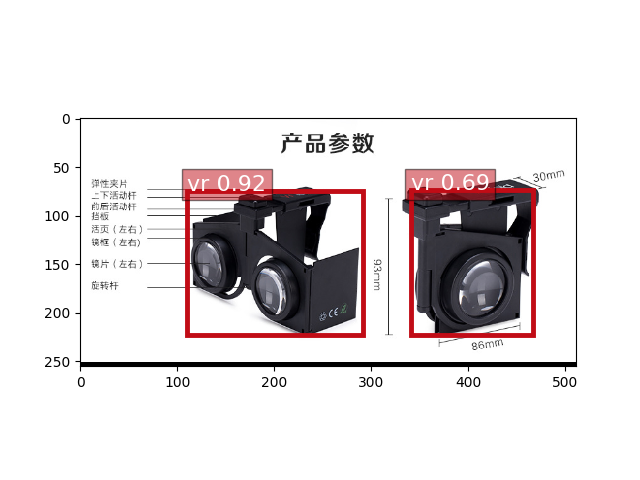 产品参数
vr 0.92
vr 0.69
30mm
弹性夹片
上下活动杆
前后活动杆
挡板
活页（左右）
镜框（左右）
镜片（左右）
旋转杆
93mm
CE
86mm
0
50
100
150
200
250
0
100
200
300
400
500